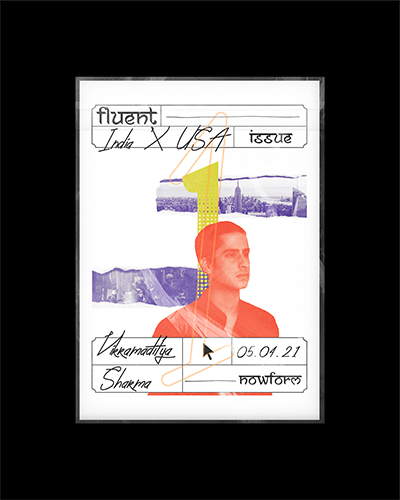 fluent
India X USA issue
1
Vikramaditya 05.04.21
Sharma nowform